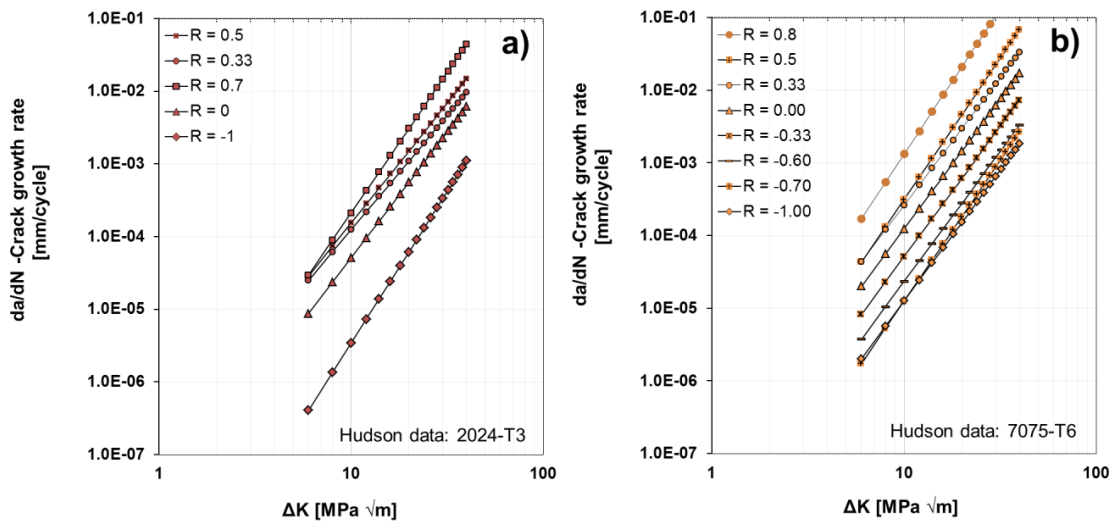 a)
R = 0.5
R = 0.33
R = 0.7
R = 0
R = -1
1.0E-01
1.0E-02
1.0E-03
1.0E-04
1.0E-05
1.0E-06
1.0E-07
da/dN -Crack growth rate
[mm/cycle]
Hudson data: 2024-T3
1
10
100
ΔK [MPa √m]
b)
R = 0.8
R = 0.5
R = 0.33
R = 0.00
R = -0.33
R = -0.60
R = -0.70
R = -1.00
1.0E-01
1.0E-02
1.0E-03
1.0E-04
1.0E-05
1.0E-06
1.0E-07
da/dN -Crack growth rate
[mm/cycle]
Hudson data: 7075-T6
1
10
100
ΔK [MPa √m]